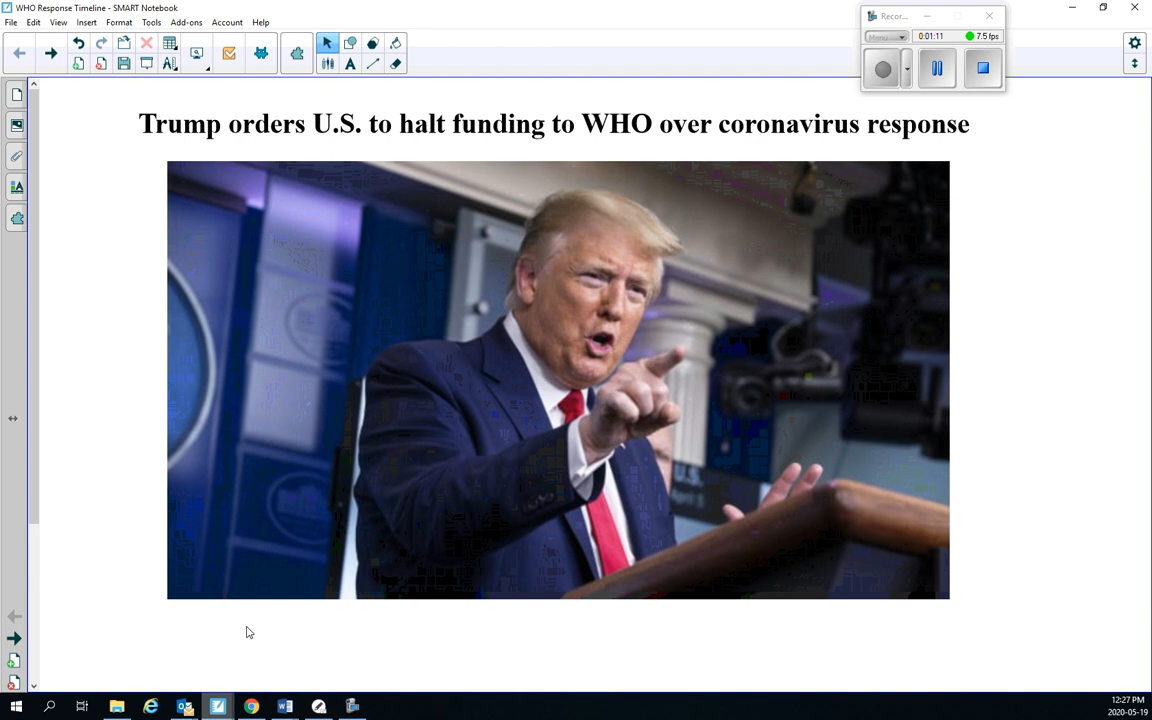 WHO Response Timeline - SMART Notebook
File Edit View Insert Format Tools Add-ons Account Help
Recor...
Menu
0:01:11
7.5 fps
Trump orders U.S. to halt funding to WHO over coronavirus response
U.S.
12:27 PM
2020-05-19